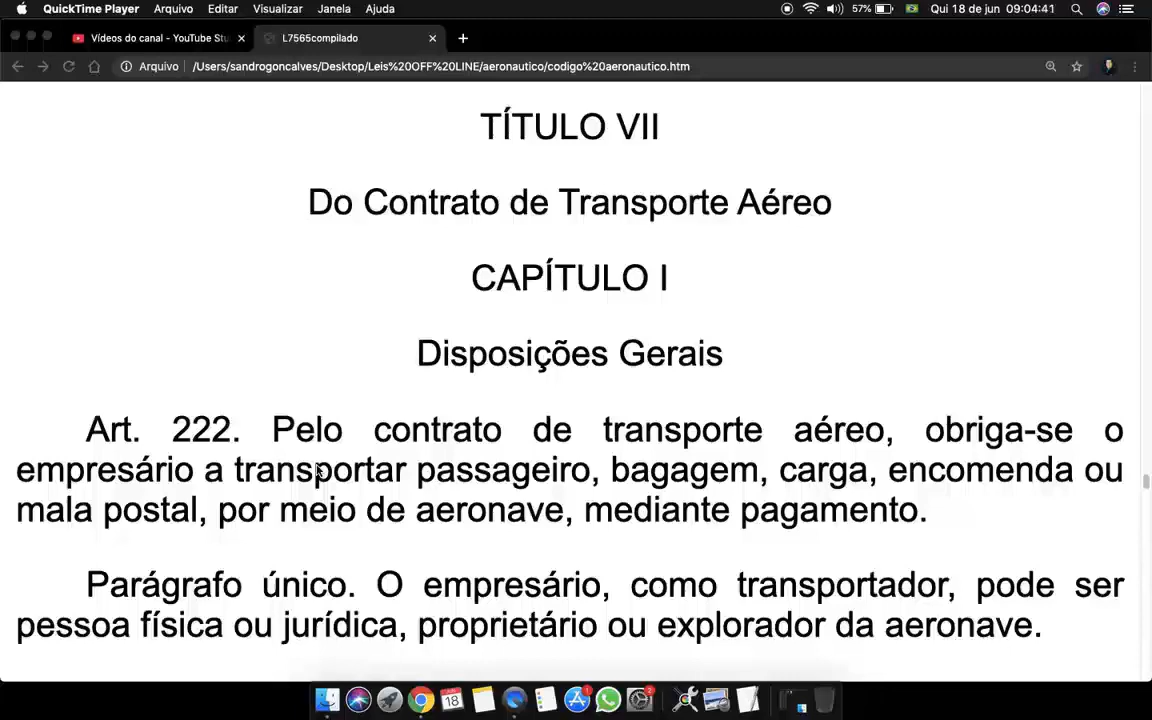 QuickTime Player Arquivo Editar Visualizar Janela Ajuda 57% Qui 18 de jun 09:04:41
Vídeos do canal - YouTube Stu L7565compilado
Arquivo /Users/sandrogoncalves/Desktop/Leis%20OFF%20LINE/aeronautico/codigo%20aeronautico.htm
TÍTULO VII
Do Contrato de Transporte Aéreo
CAPÍTULO I
Disposições Gerais
Art. 222. Pelo contrato de transporte aéreo, obriga-se o
empresário a transportar passageiro, bagagem, carga, encomenda ou
mala postal, por meio de aeronave, mediante pagamento.
Parágrafo único. O empresário, como transportador, pode ser
pessoa física ou jurídica, proprietário ou explorador da aeronave.
18 1 2